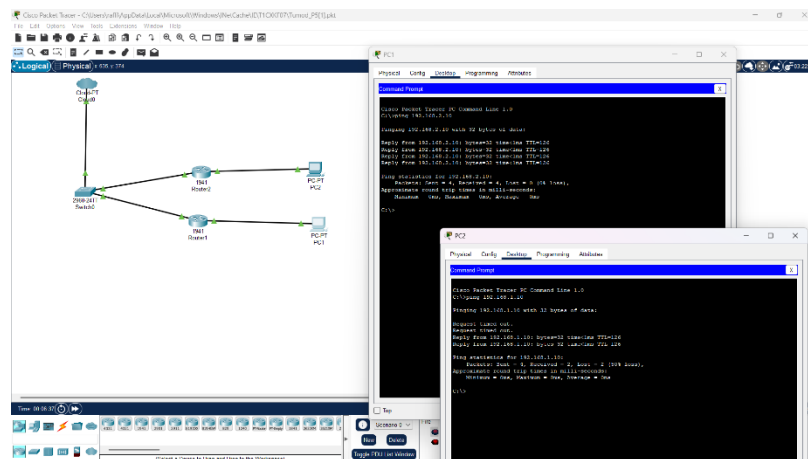 Cisco Packet Tracer
File Edit Options View Tools Extensions Window Help
Logical
Physical
Cloud-PT
Cloud0
1941
Router2
PC-PT
PC2
2960-24TT
Switch0
1941
Router1
PC-PT
PC1
PC1
Physical Config Desktop Programming Attributes
Command Prompt
X
Cisco Packet Tracer PC Command Line 1.0
C:\>ping 192.168.2.10
Pinging 192.168.2.10 with 32 bytes of data:
Reply from 192.168.2.10: bytes=32 time<1ms TTL=126
Reply from 192.168.2.10: bytes=32 time<1ms TTL=126
Reply from 192.168.2.10: bytes=32 time<1ms TTL=126
Reply from 192.168.2.10: bytes=32 time<1ms TTL=126
Ping statistics for 192.168.2.10:
Packets: Sent = 4, Received = 4, Lost = 0 (0% loss),
Approximate round trip times in milli-seconds:
Minimum = 0ms, Maximum = 0ms, Average = 0ms
C:\>
Top
PC2
Physical Config Desktop Programming Attributes
Command Prompt
X
Cisco Packet Tracer PC Command Line 1.0
C:\>ping 192.168.1.10
Pinging 192.168.1.10 with 32 bytes of data:
Request timed out.
Request timed out.
Reply from 192.168.1.10: bytes=32 time<1ms TTL=126
Reply from 192.168.1.10: bytes=32 time<1ms TTL=126
Ping statistics for 192.168.1.10:
Packets: Sent = 4, Received = 2, Lost = 2 (50% loss),
Approximate round trip times in milli-seconds:
Minimum = 0ms, Maximum = 0ms, Average = 0ms
C:\>
Scenario 0
New Delete
Toggle PDU List Window